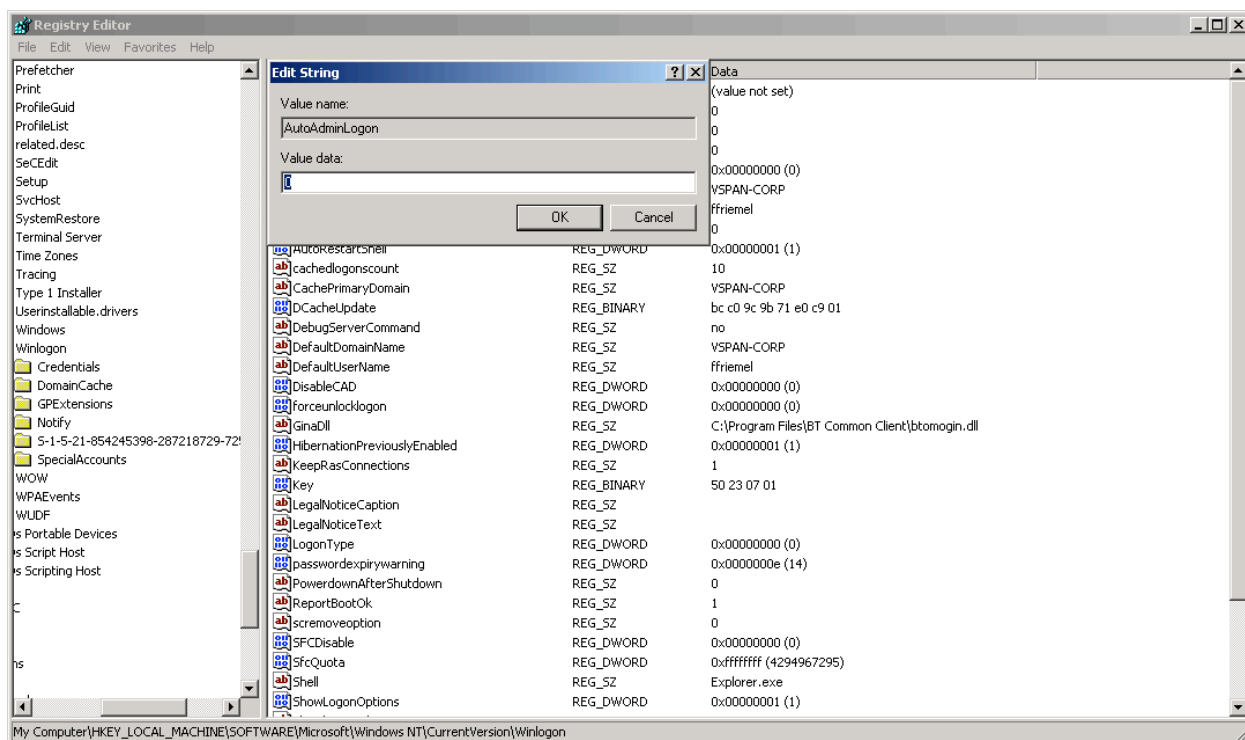 Registry Editor
File Edit View Favorites Help
Prefetcher
Print
ProfileGuid
ProfileList
related.desc
SeCEdit
Setup
SvcHost
SystemRestore
Terminal Server
Time Zones
Tracing
Type 1 Installer
Userinstallable.drivers
Windows
Winlogon
Credentials
DomainCache
GPExtensions
Notify
S-1-5-21-854245398-287218729-72
SpecialAccounts
WOW
WPAEvents
WUDF
s Portable Devices
s Script Host
s Scripting Host
C
ns
Edit String
Value name:
AutoAdminLogon
Value data:
0
OK Cancel
Data
(value not set)
0
0
0
0x00000000 (0)
VSPAN-CORP
ffriemel
0
AutoRestartShell REG_DWORD 0x00000001 (1)
cachedlogonscount REG_SZ 10
CachePrimaryDomain REG_SZ VSPAN-CORP
DCacheUpdate REG_BINARY bc c0 9c 9b 71 e0 c9 01
DebugServerCommand REG_SZ no
DefaultDomainName REG_SZ VSPAN-CORP
DefaultUserName REG_SZ ffriemel
DisableCAD REG_DWORD 0x00000000 (0)
forceunlocklogon REG_DWORD 0x00000000 (0)
GinaDll REG_SZ C:\Program Files\BT Common Client\btomogin.dll
HibernationPreviouslyEnabled REG_DWORD 0x00000001 (1)
KeepRasConnections REG_SZ 1
Key REG_BINARY 50 23 07 01
LegalNoticeCaption REG_SZ
LegalNoticeText REG_SZ
LogonType REG_DWORD 0x00000000 (0)
passwordexpirywarning REG_DWORD 0x0000000e (14)
PowerdownAfterShutdown REG_SZ 0
ReportBootOk REG_SZ 1
scremoveoption REG_SZ 0
SFCDisable REG_DWORD 0x00000000 (0)
SfcQuota REG_DWORD 0xffffffff (4294967295)
Shell REG_SZ Explorer.exe
ShowLogonOptions REG_DWORD 0x00000001 (1)
My Computer\HKEY_LOCAL_MACHINE\SOFTWARE\Microsoft\Windows NT\CurrentVersion\Winlogon